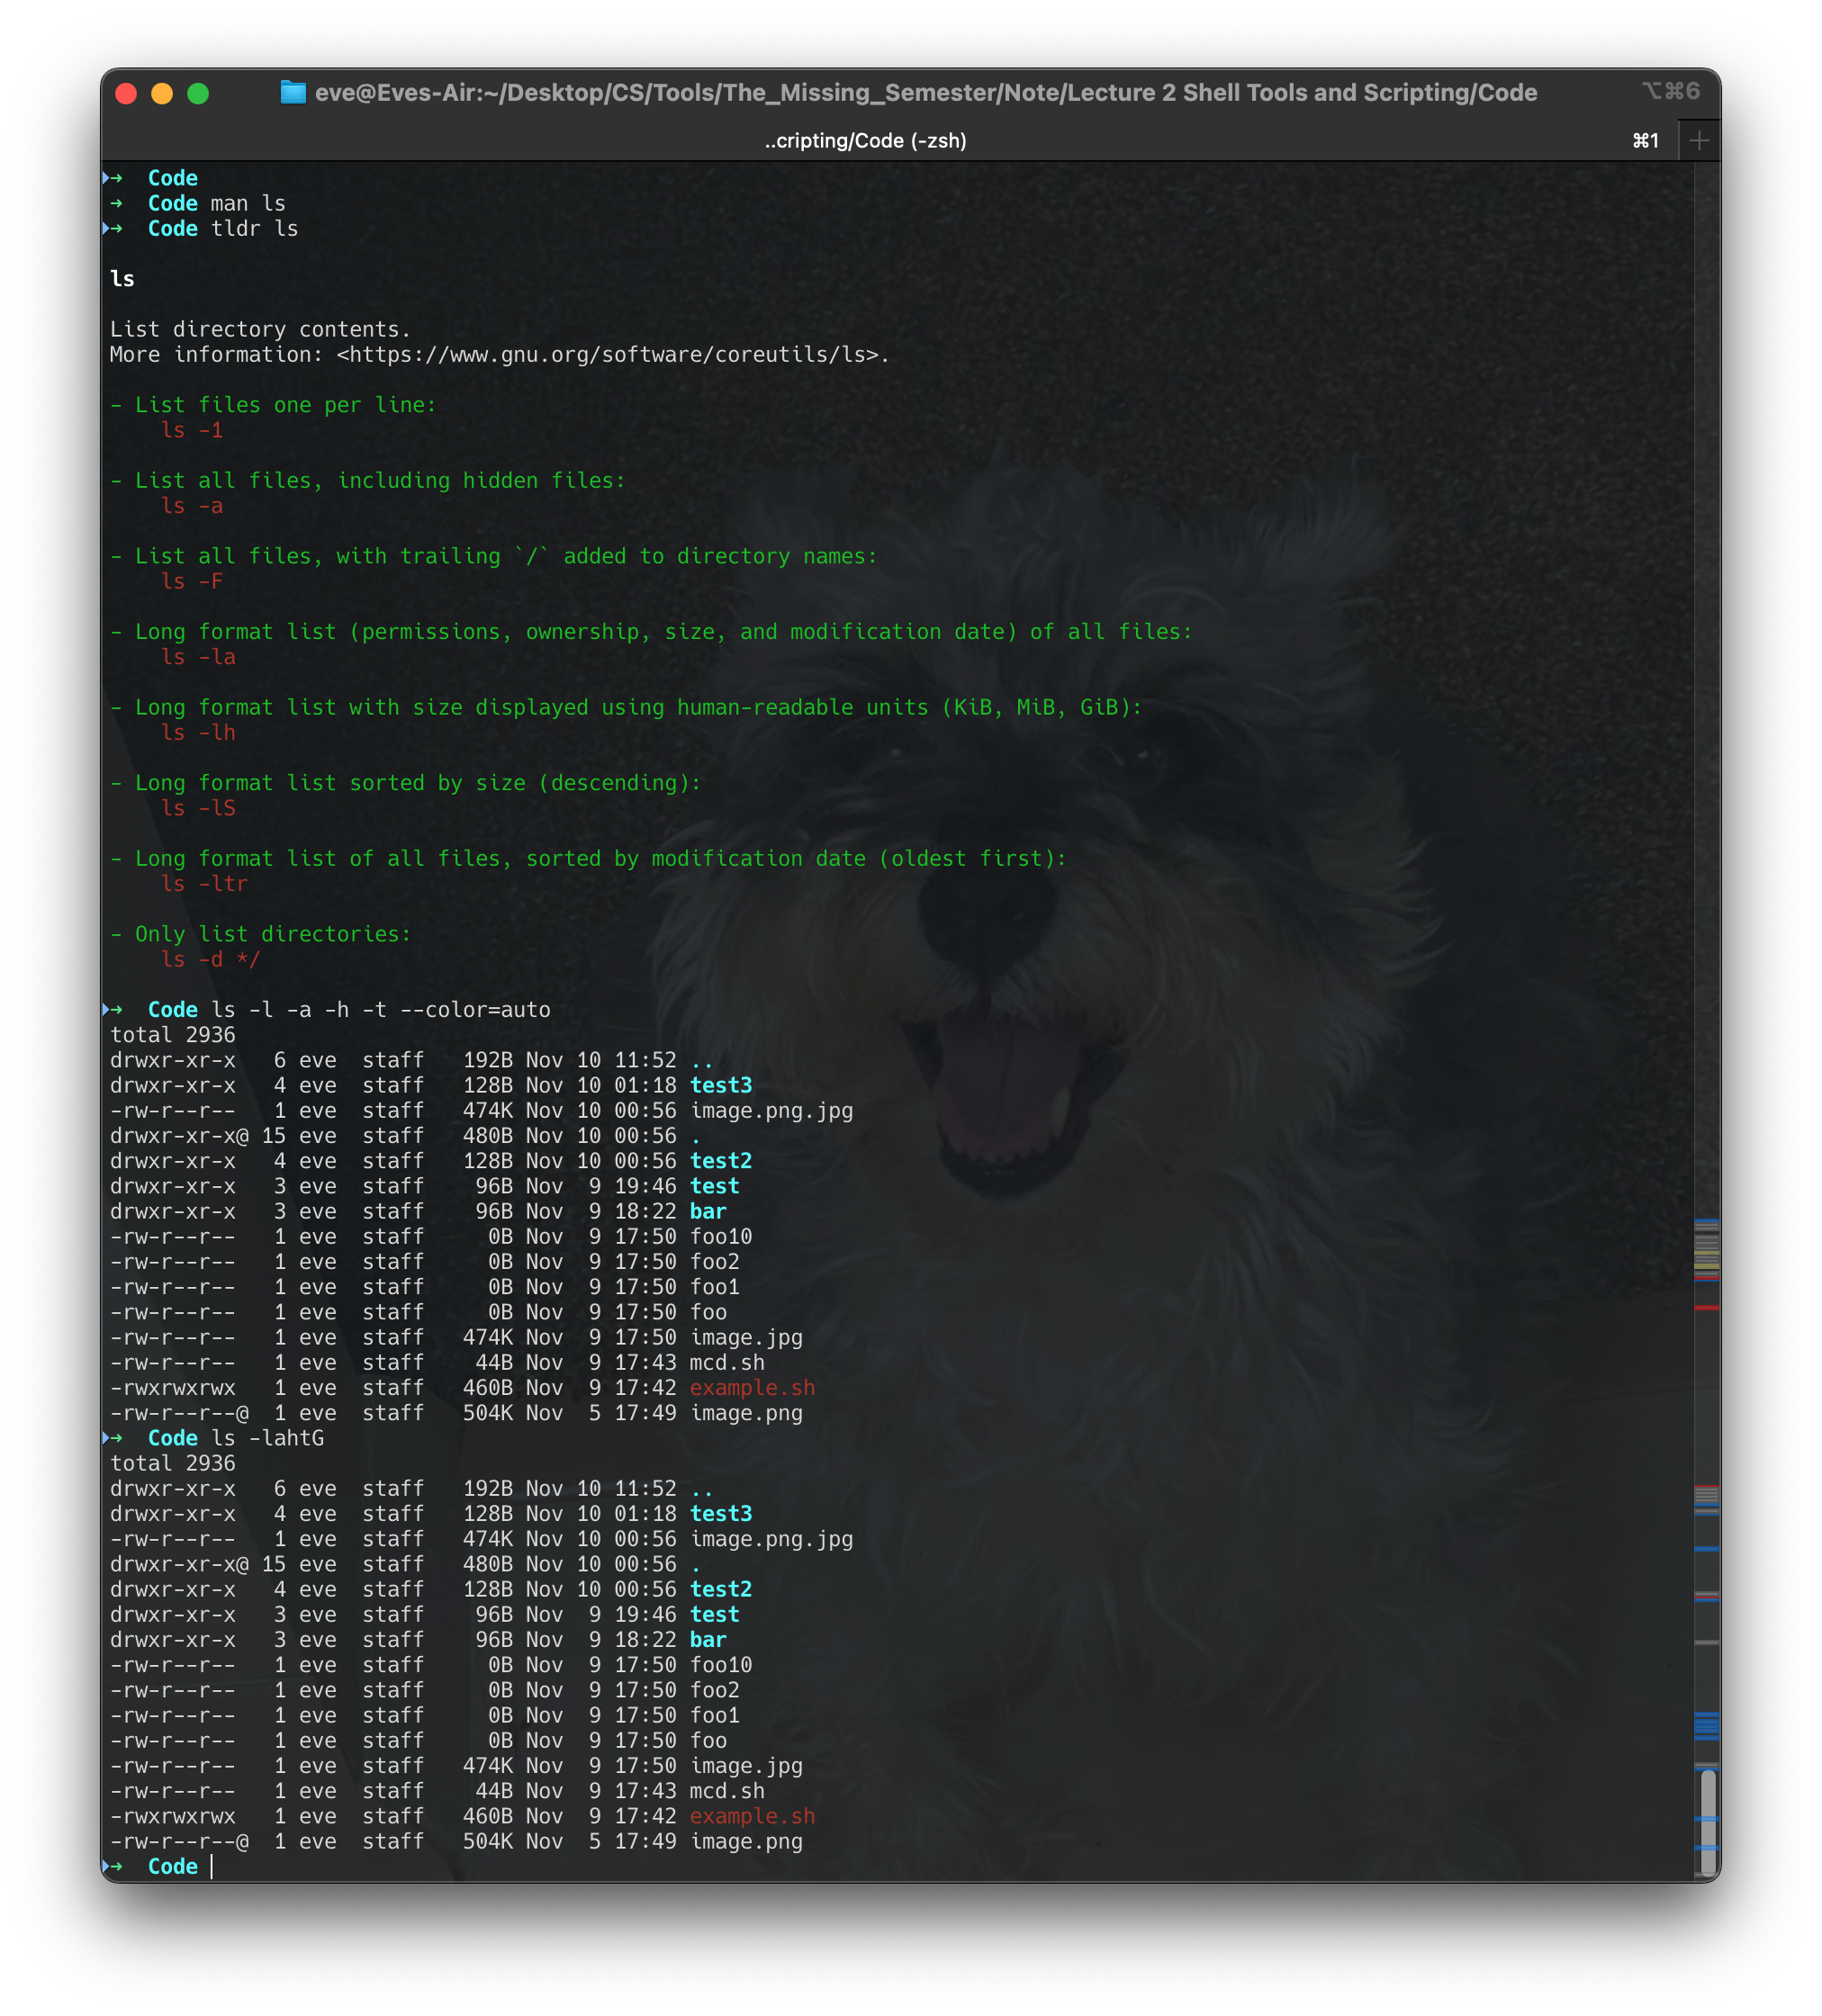 eve@Eves-Air:~/Desktop/CS/Tools/The_Missing_Semester/Note/Lecture 2 Shell Tools and Scripting/Code ⌥⌘6
..cripting/Code (-zsh) ⌘1
➜  Code
➜  Code man ls
➜  Code tldr ls
ls
List directory contents.
More information: <https://www.gnu.org/software/coreutils/ls>.
- List files one per line:
    ls -1
- List all files, including hidden files:
    ls -a
- List all files, with trailing `/` added to directory names:
    ls -F
- Long format list (permissions, ownership, size, and modification date) of all files:
    ls -la
- Long format list with size displayed using human-readable units (KiB, MiB, GiB):
    ls -lh
- Long format list sorted by size (descending):
    ls -lS
- Long format list of all files, sorted by modification date (oldest first):
    ls -ltr
- Only list directories:
    ls -d */
➜  Code ls -l -a -h -t --color=auto
total 2936
drwxr-xr-x   6 eve  staff   192B Nov 10 11:52 ..
drwxr-xr-x   4 eve  staff   128B Nov 10 01:18 test3
-rw-r--r--   1 eve  staff   474K Nov 10 00:56 image.png.jpg
drwxr-xr-x@ 15 eve  staff   480B Nov 10 00:56 .
drwxr-xr-x   4 eve  staff   128B Nov 10 00:56 test2
drwxr-xr-x   3 eve  staff    96B Nov  9 19:46 test
drwxr-xr-x   3 eve  staff    96B Nov  9 18:22 bar
-rw-r--r--   1 eve  staff     0B Nov  9 17:50 foo10
-rw-r--r--   1 eve  staff     0B Nov  9 17:50 foo2
-rw-r--r--   1 eve  staff     0B Nov  9 17:50 foo1
-rw-r--r--   1 eve  staff     0B Nov  9 17:50 foo
-rw-r--r--   1 eve  staff   474K Nov  9 17:50 image.jpg
-rw-r--r--   1 eve  staff    44B Nov  9 17:43 mcd.sh
-rwxrwxrwx   1 eve  staff   460B Nov  9 17:42 example.sh
-rw-r--r--@  1 eve  staff   504K Nov  5 17:49 image.png
➜  Code ls -lahtG
total 2936
drwxr-xr-x   6 eve  staff   192B Nov 10 11:52 ..
drwxr-xr-x   4 eve  staff   128B Nov 10 01:18 test3
-rw-r--r--   1 eve  staff   474K Nov 10 00:56 image.png.jpg
drwxr-xr-x@ 15 eve  staff   480B Nov 10 00:56 .
drwxr-xr-x   4 eve  staff   128B Nov 10 00:56 test2
drwxr-xr-x   3 eve  staff    96B Nov  9 19:46 test
drwxr-xr-x   3 eve  staff    96B Nov  9 18:22 bar
-rw-r--r--   1 eve  staff     0B Nov  9 17:50 foo10
-rw-r--r--   1 eve  staff     0B Nov  9 17:50 foo2
-rw-r--r--   1 eve  staff     0B Nov  9 17:50 foo1
-rw-r--r--   1 eve  staff     0B Nov  9 17:50 foo
-rw-r--r--   1 eve  staff   474K Nov  9 17:50 image.jpg
-rw-r--r--   1 eve  staff    44B Nov  9 17:43 mcd.sh
-rwxrwxrwx   1 eve  staff   460B Nov  9 17:42 example.sh
-rw-r--r--@  1 eve  staff   504K Nov  5 17:49 image.png
➜  Code